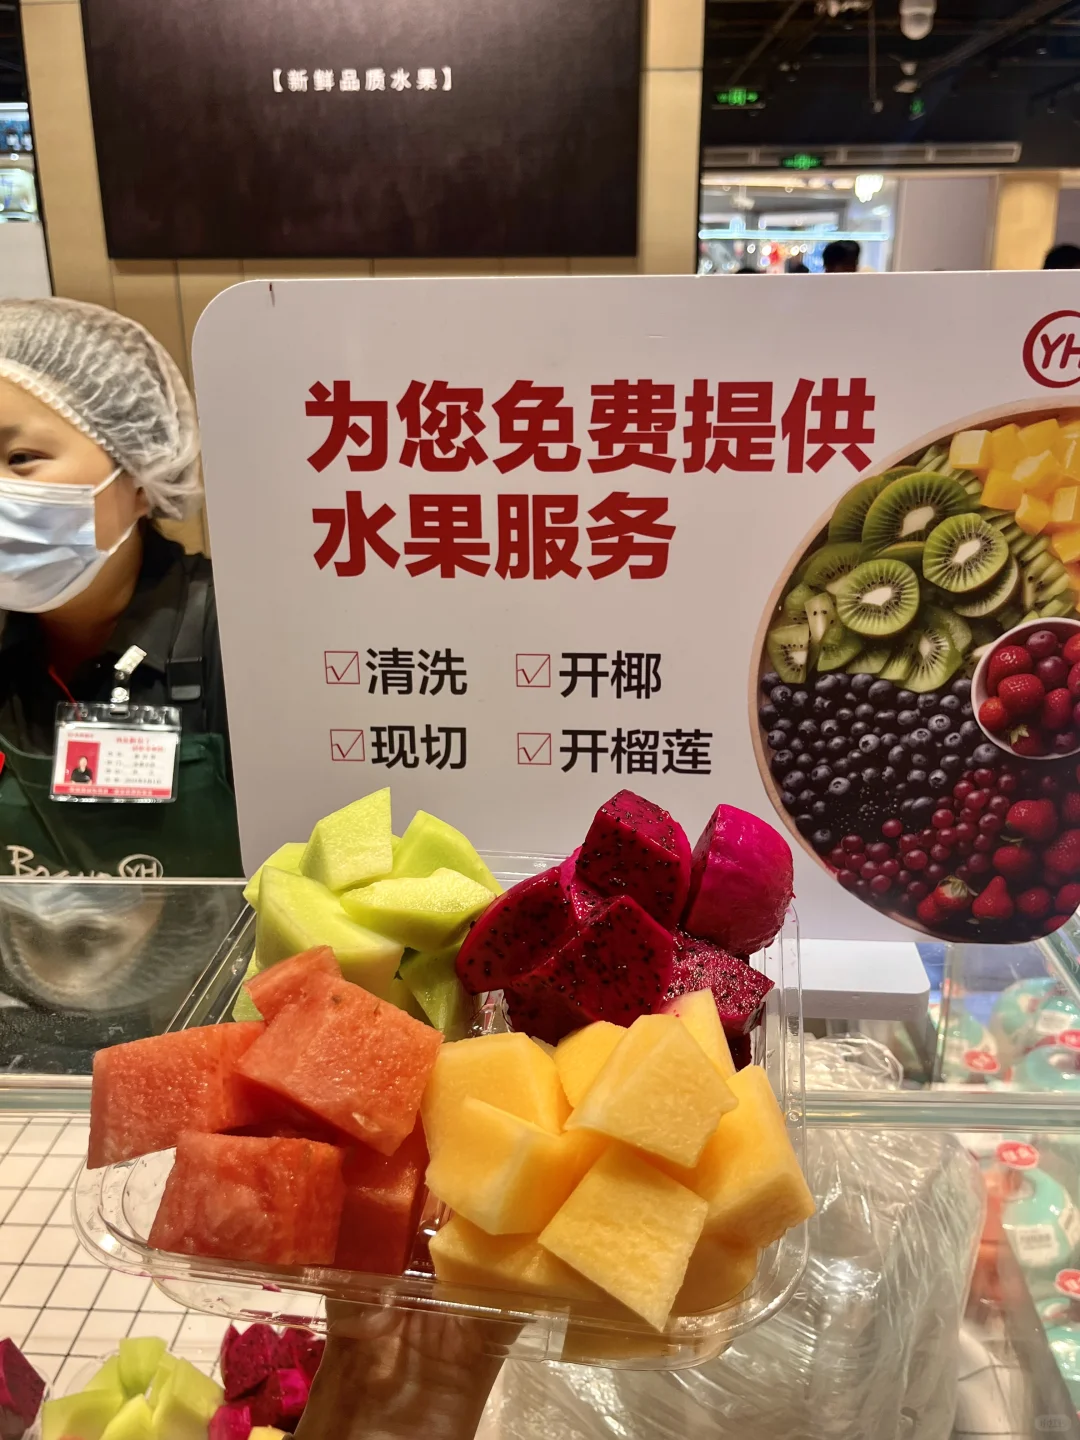 【新鲜品质水果】
YH
为您免费提供
水果服务
☑清洗 ☑开椰
☑现切 ☑开榴莲
YH